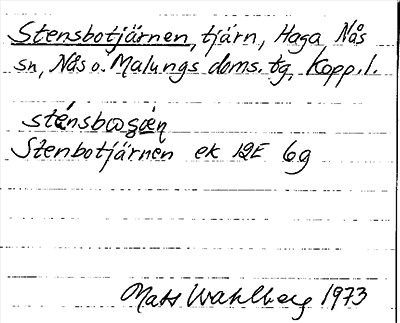 Stensbotjärnen, tjärn, Haga Nås
sn, Nås o. Malungs doms. tg, Kopp. l.
Stenbotjärnen ek 12E 6g
Mats Wahlberg 1973